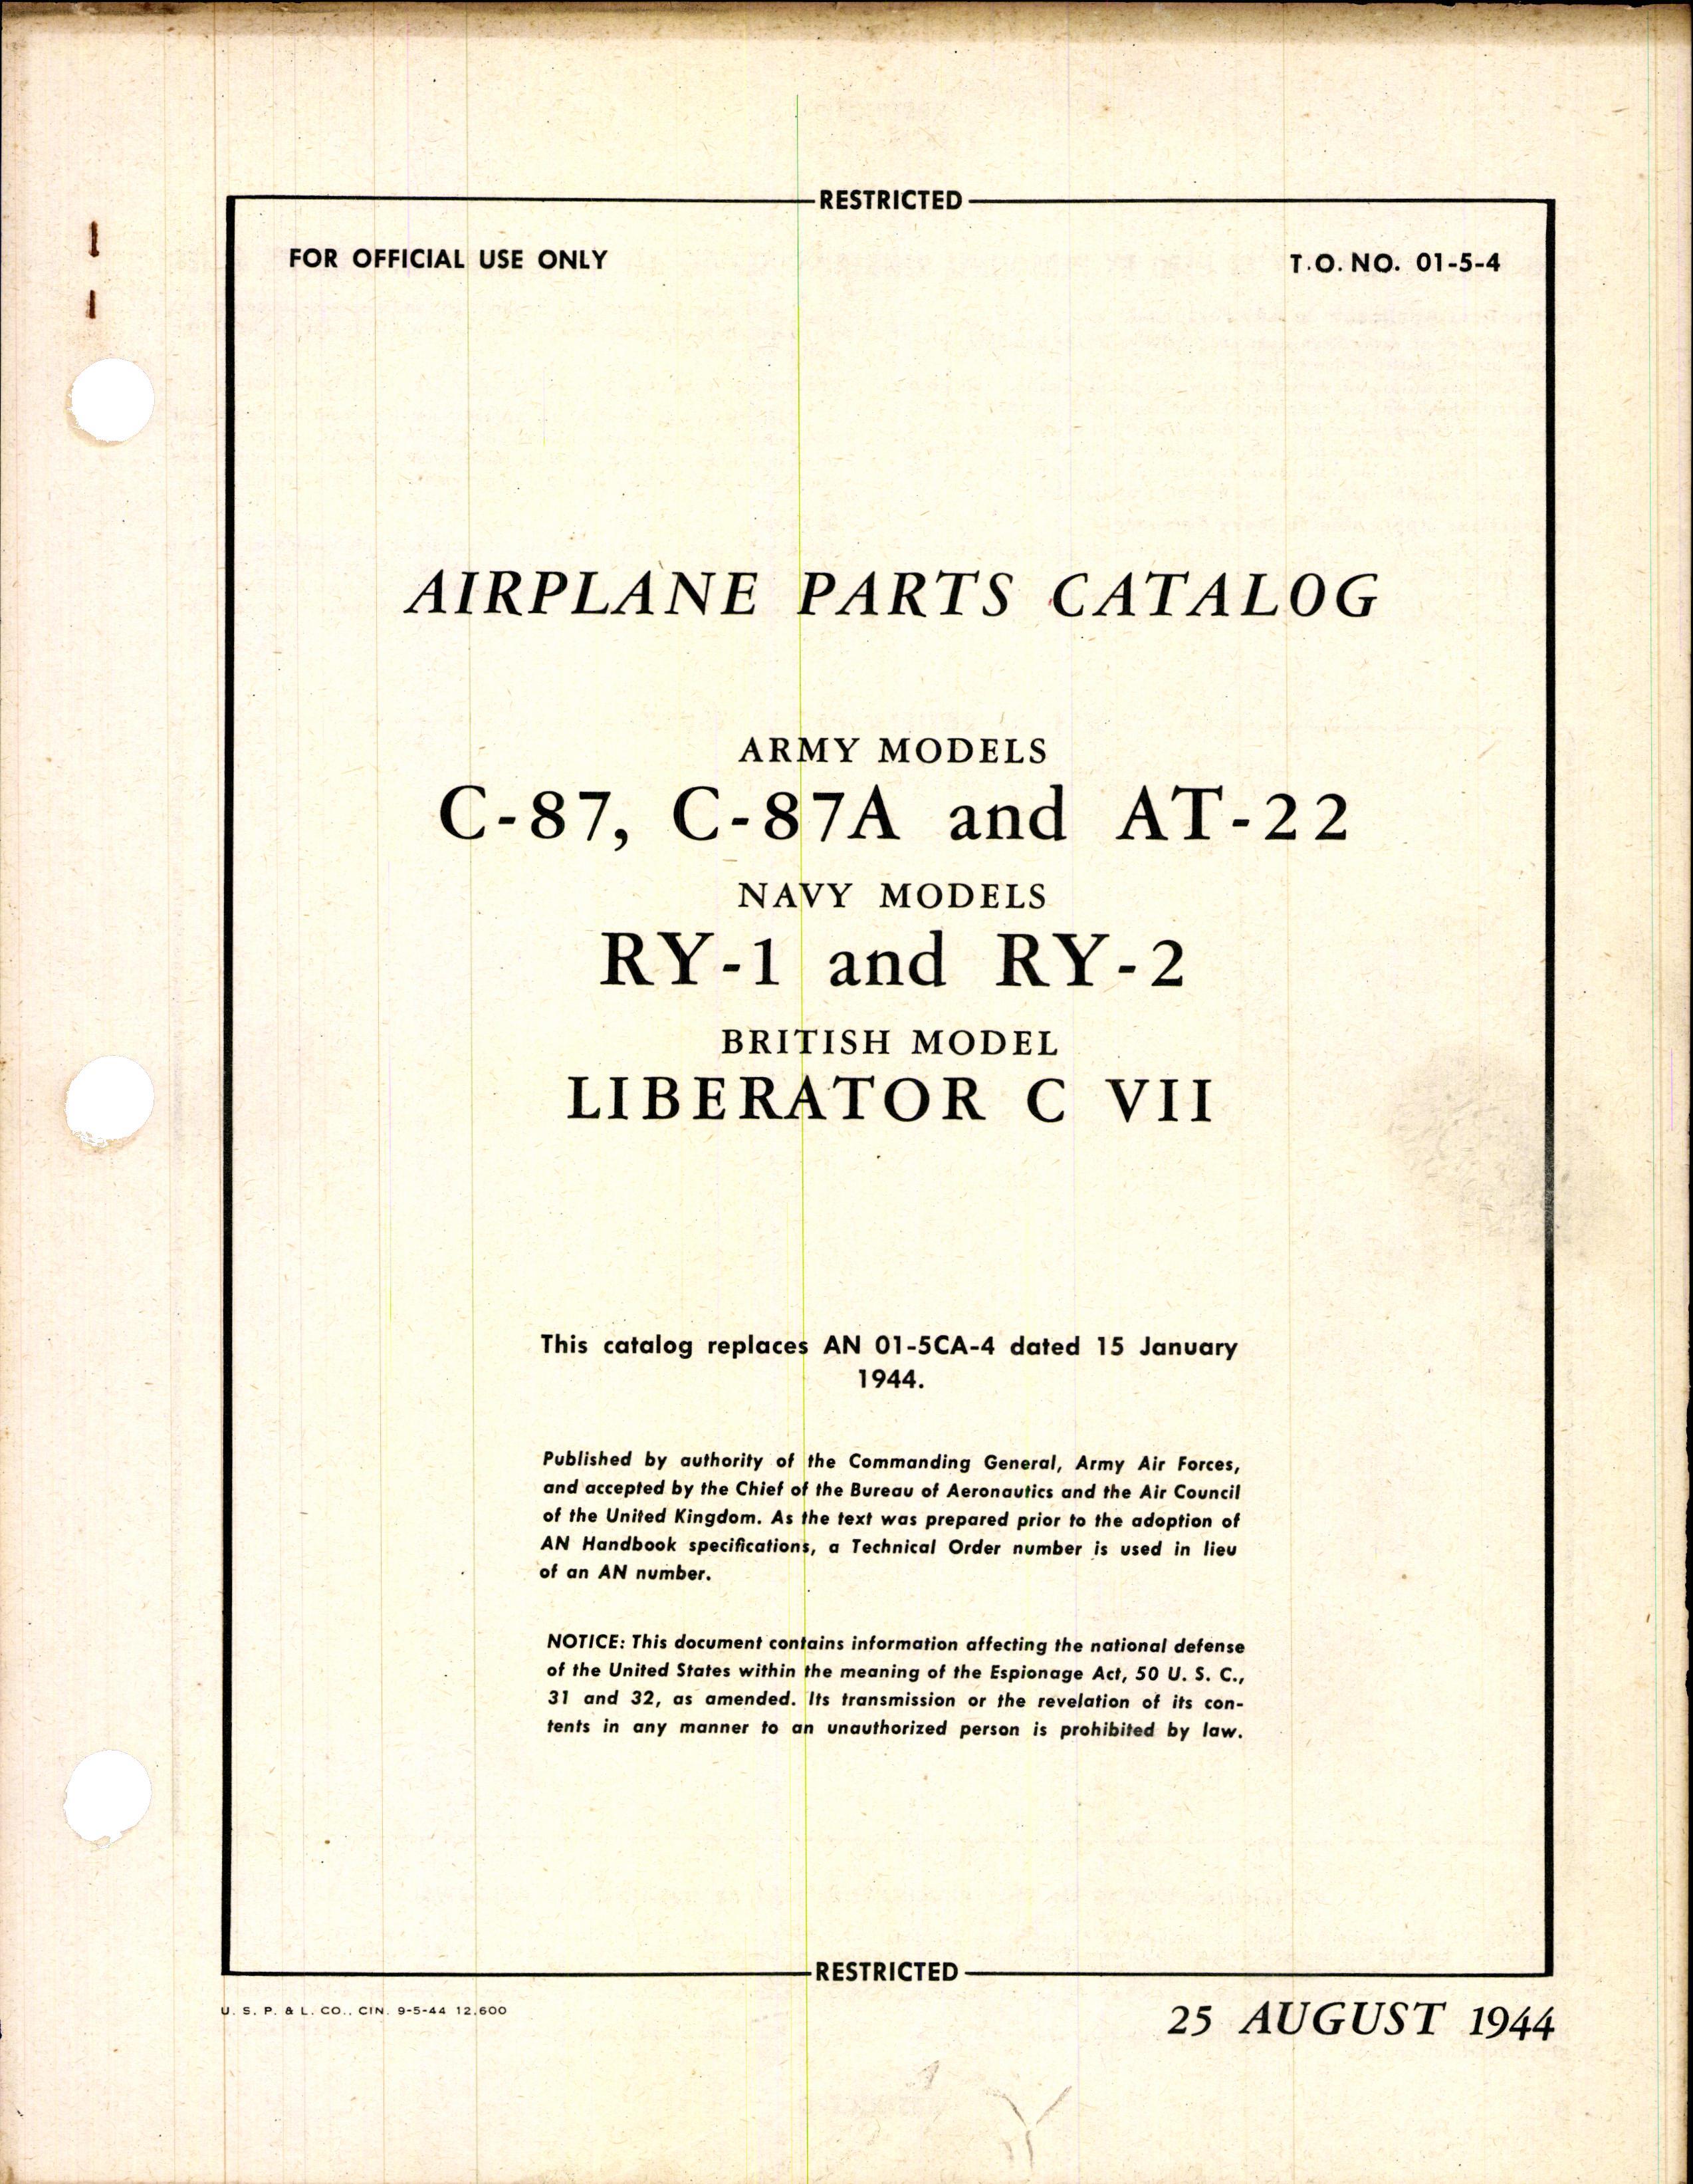 RESTRICTED
FOR OFFICIAL USE ONLY
T.O. NO. 01-5-4
AIRPLANE PARTS CATALOG
ARMY MODELS
C-87, C-87A and AT-22
NAVY MODELS
RY-1 and RY-2
BRITISH MODEL
LIBERATOR C VII
This catalog replaces AN 01-5CA-4 dated 15 January
1944.
Published by authority of the Commanding General, Army Air Forces,
and accepted by the Chief of the Bureau of Aeronautics and the Air Council
of the United Kingdom. As the text was prepared prior to the adoption of
AN Handbook specifications, a Technical Order number is used in lieu
of an AN number.
NOTICE: This document contains information affecting the national defense
of the United States within the meaning of the Espionage Act, 50 U. S. C.,
31 and 32, as amended. Its transmission or the revelation of its con-
tents in any manner to an unauthorized person is prohibited by law.
RESTRICTED
U. S. P. & L. CO., CIN. 9-5-44 12,600
25 AUGUST 1944